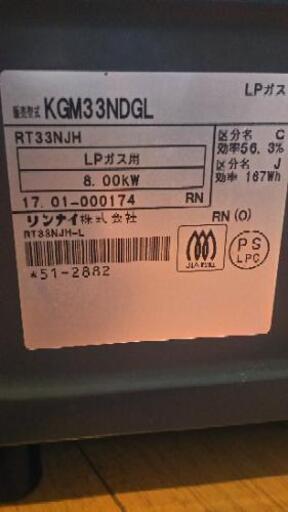 LPガス
販売型式 KGM33NDGL
RT33NJH
LPガス用
8.00kW
17.01-000174 RN
区分名 C
効率56.3%
区分名 J
効率 167Wh
リンナイ株式会社
RN(O)
RT33NJH-L
*51-2882
JIA
PS
LPG